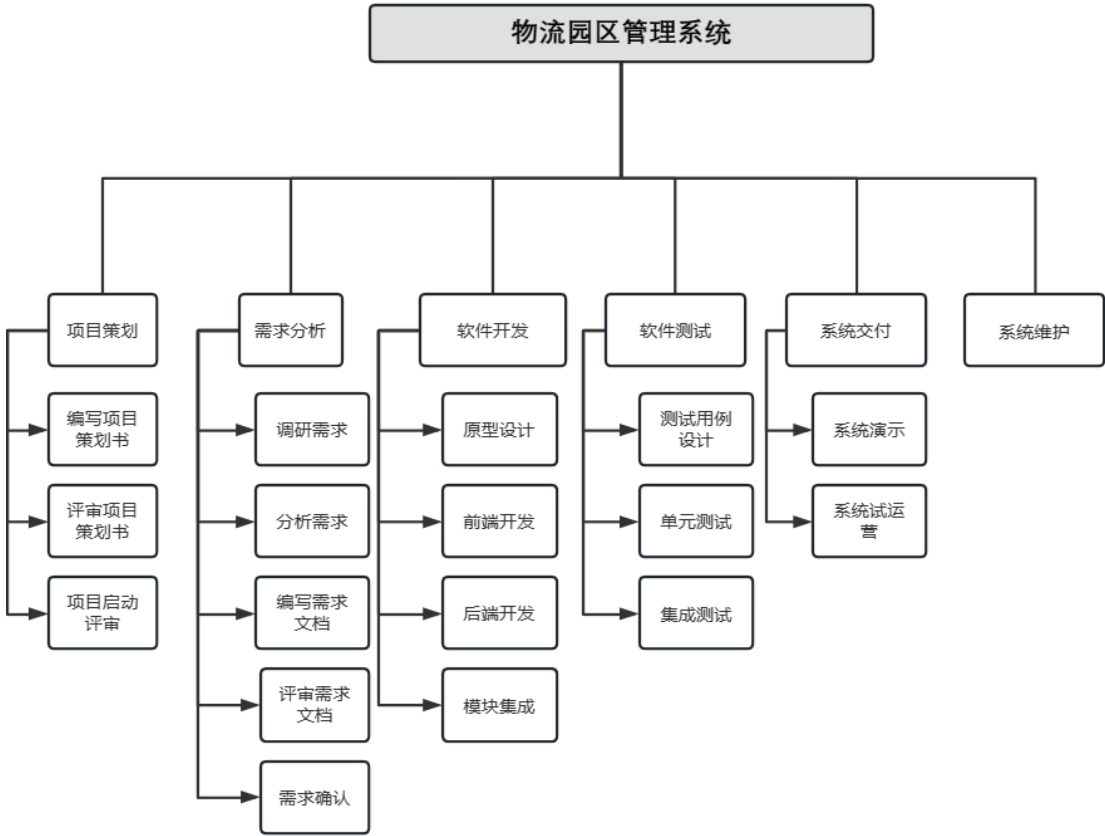 物流园区管理系统
项目策划
需求分析
软件开发
软件测试
系统交付
系统维护
编写项目
策划书
评审项目
策划书
项目启动
评审
调研需求
分析需求
编写需求
文档
评审需求
文档
需求确认
原型设计
前端开发
后端开发
模块集成
测试用例
设计
单元测试
集成测试
系统演示
系统试运
营